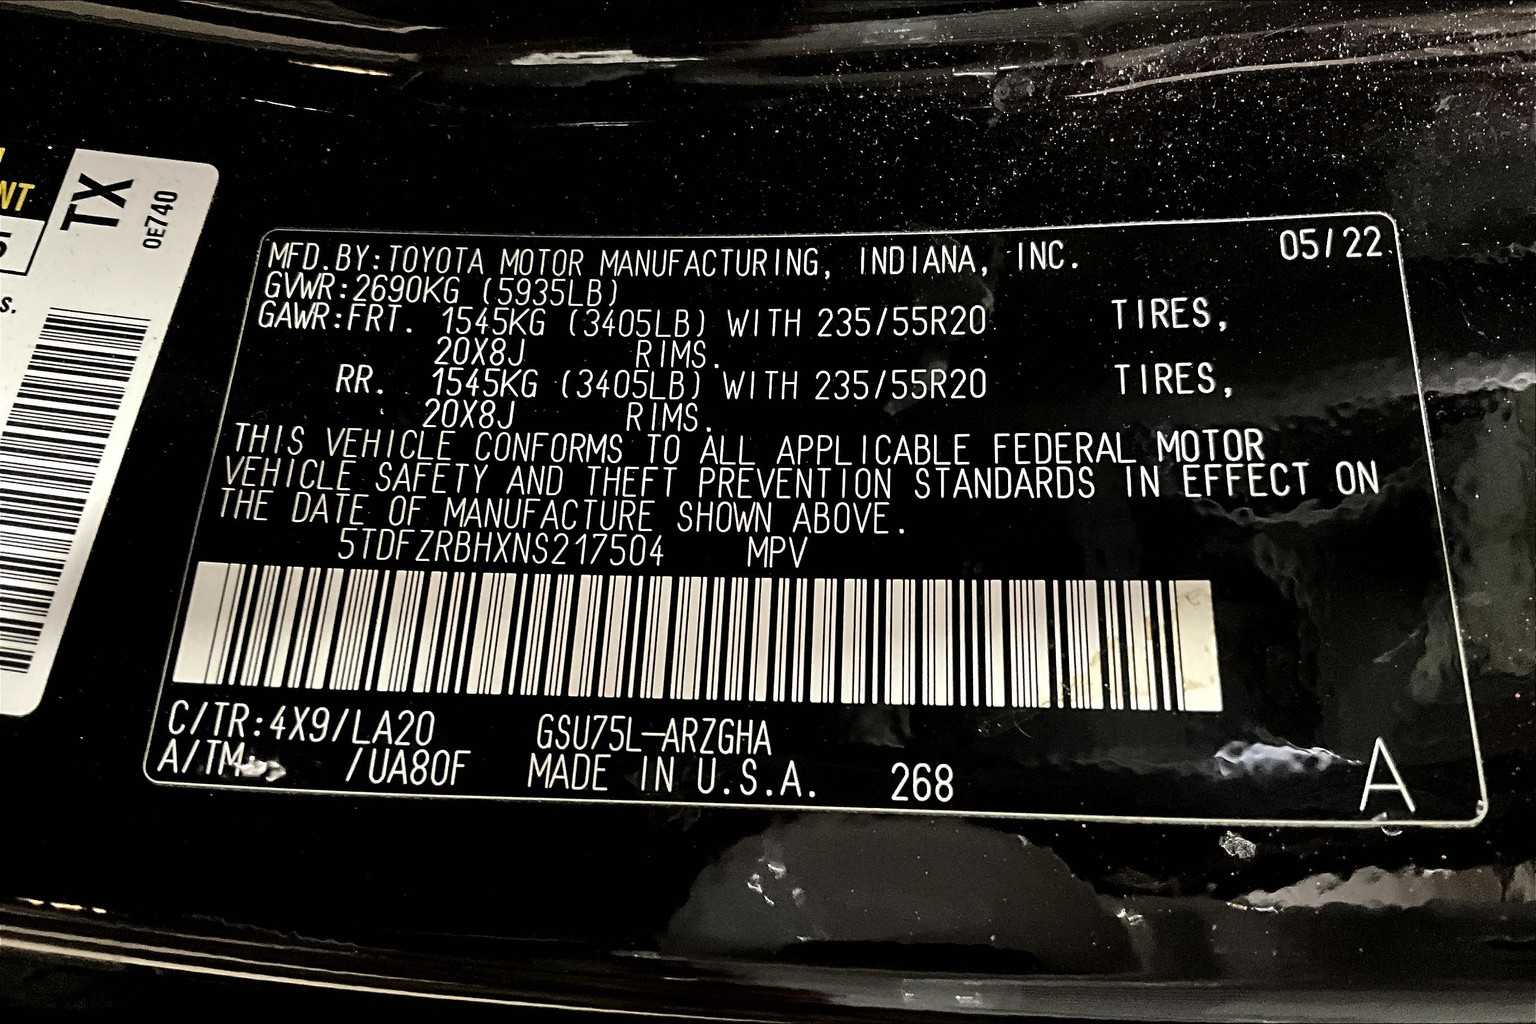 NT
5
s.
TX
0E740
MFD.BY:TOYOTA MOTOR MANUFACTURING, INDIANA, INC. 05/22
GVWR:2690KG (5935LB)
GAWR:FRT. 1545KG (3405LB) WITH 235/55R20 TIRES,
20X8J RIMS.
RR. 1545KG (3405LB) WITH 235/55R20 TIRES,
20X8J RIMS.
THIS VEHICLE CONFORMS TO ALL APPLICABLE FEDERAL MOTOR
VEHICLE SAFETY AND THEFT PREVENTION STANDARDS IN EFFECT ON
THE DATE OF MANUFACTURE SHOWN ABOVE.
5TDFZRBHXNS217504 MPV
C/TR:4X9/LA20 GSU75L-ARZGHA
A/TM: /UA80F MADE IN U.S.A. 268
A